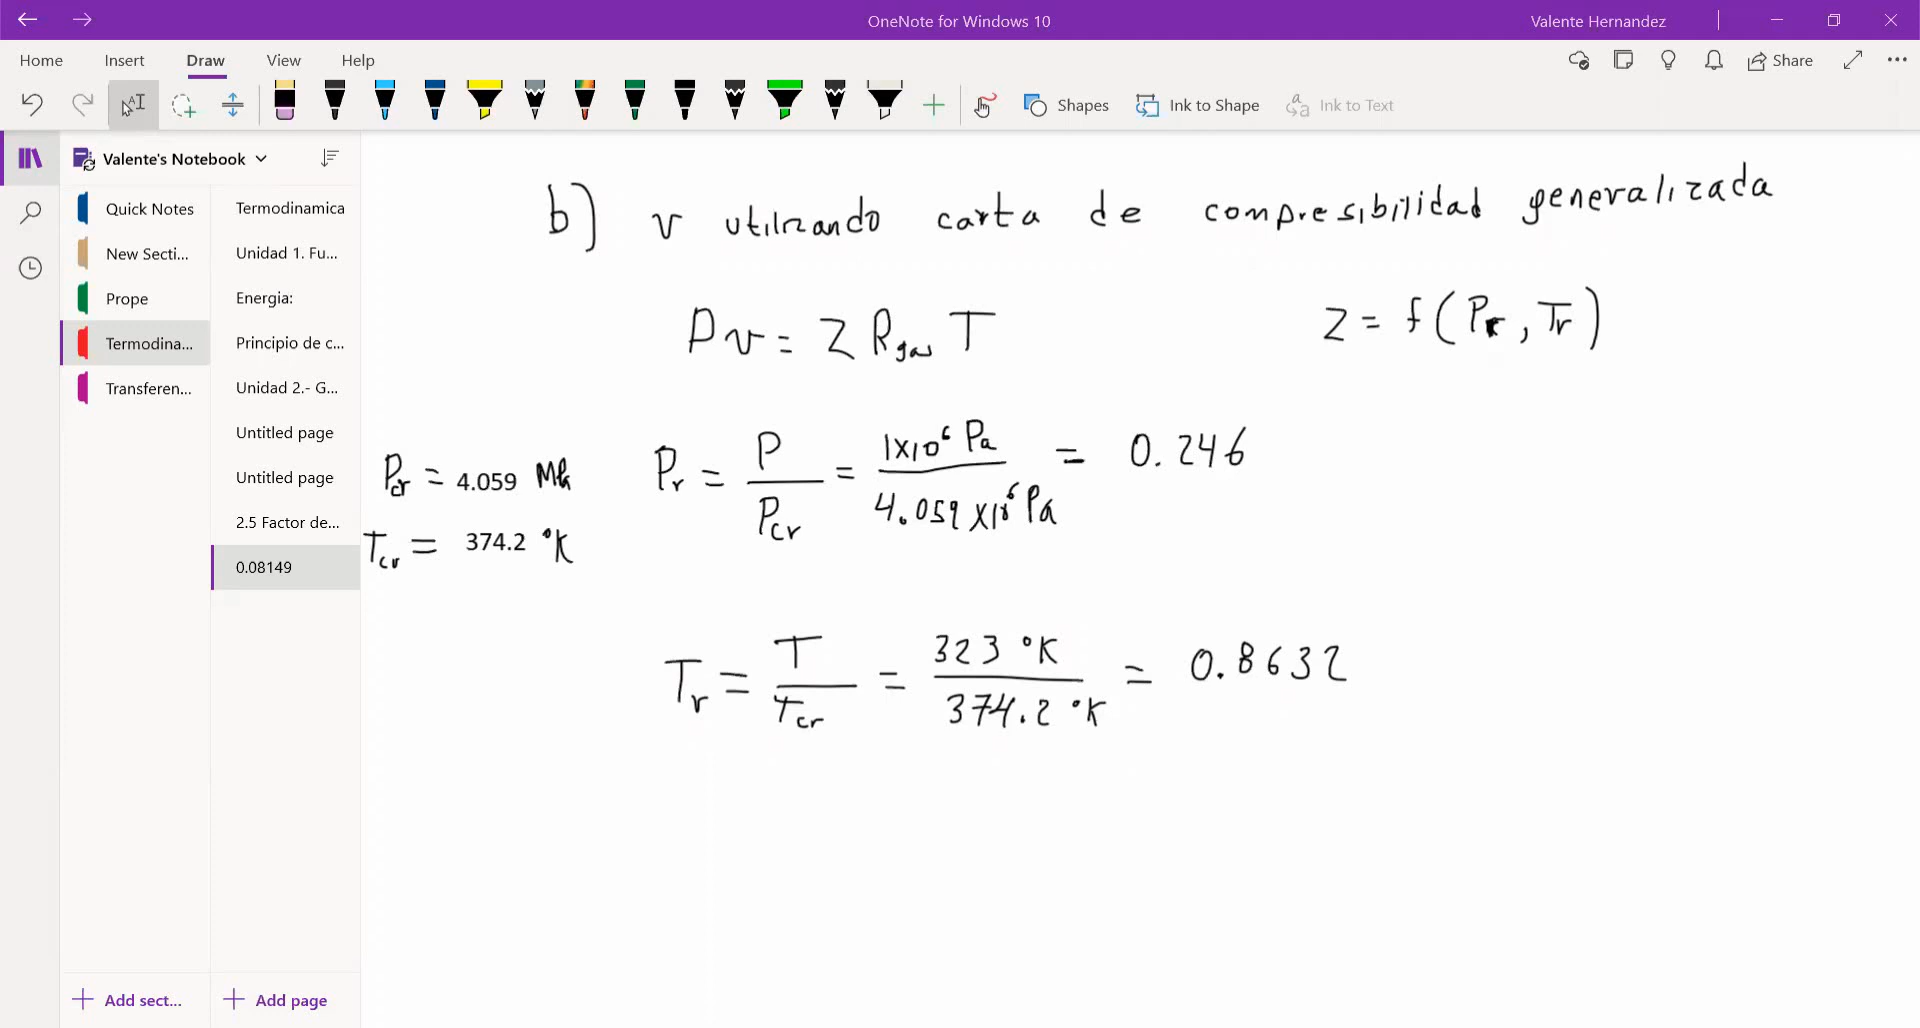 OneNote for Windows 10
Valente Hernandez
Home Insert Draw View Help
Share
Shapes Ink to Shape Ink to Text
Valente's Notebook
Quick Notes
New Secti...
Prope
Termodina...
Transferen...
Termodinamica
Unidad 1. Fu...
Energia:
Principio de c...
Unidad 2.- G...
Untitled page
Untitled page
2.5 Factor de...
0.08149
Add sect...
Add page
b) v utilizando carta de compresibilidad generalizada
Pv = Z Rgas T
Z = f(Pr, Tr)
Pcr = 4.059 MPa
Tcr = 374.2 °K
Pr = P/Pcr = 1x10⁶ Pa / 4.059x10⁶ Pa = 0.246
Tr = T/Tcr = 323 °K / 374.2 °K = 0.8632